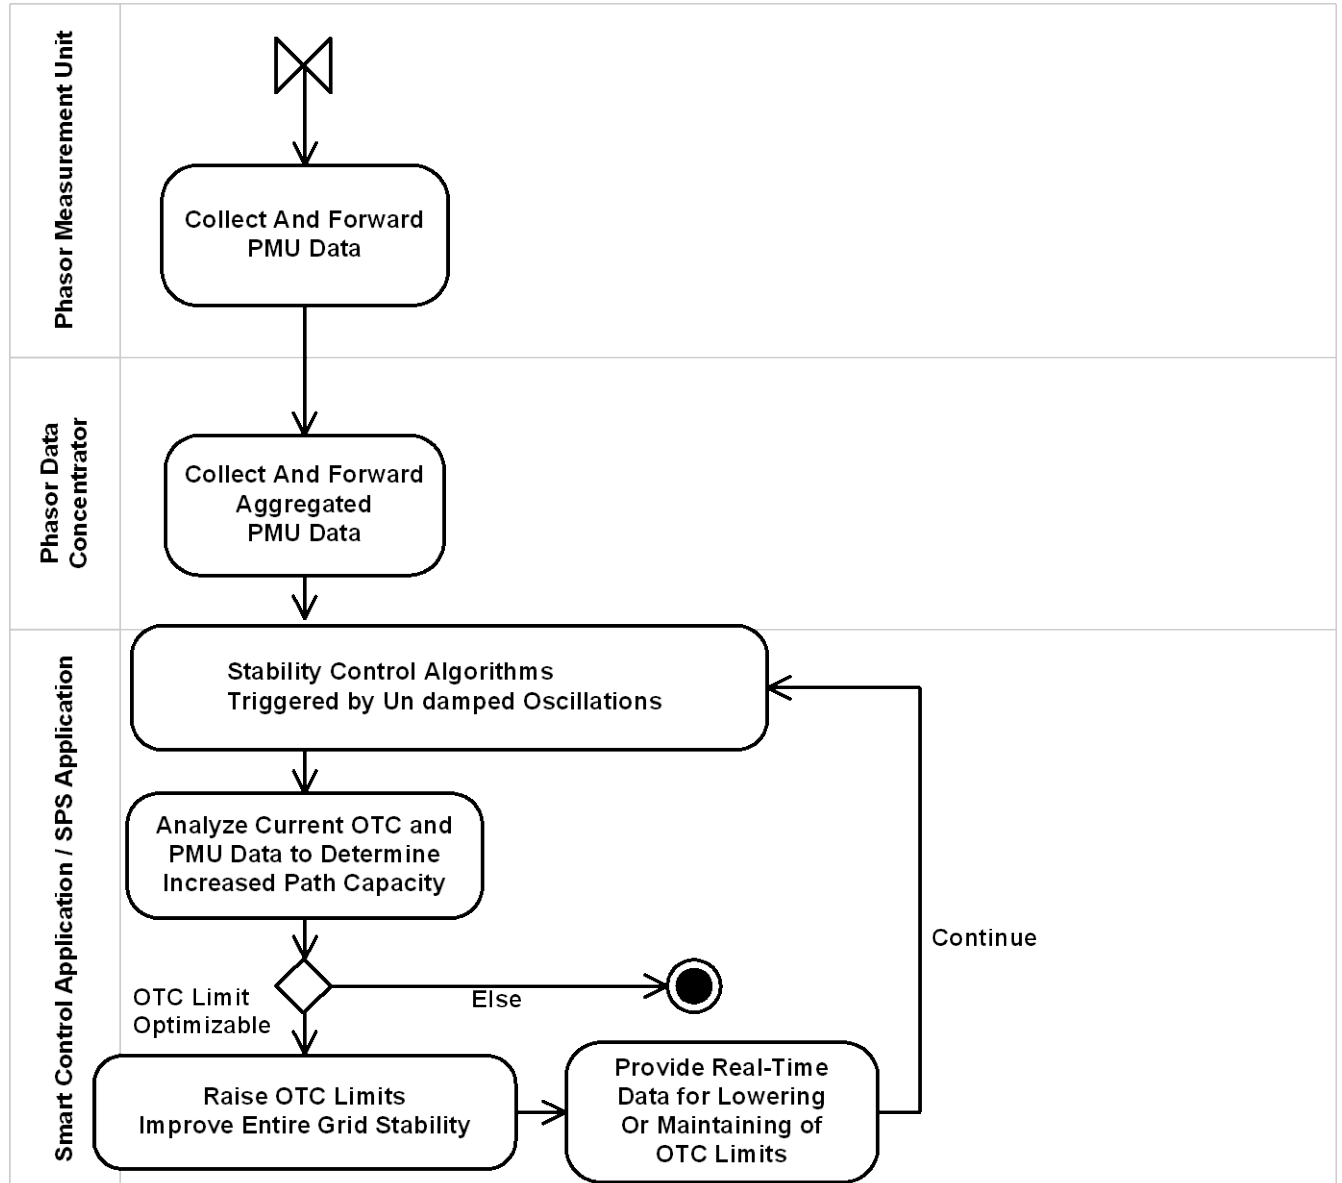 Phasor Measurement Unit
Collect And Forward
PMU Data
Phasor Data
Concentrator
Collect And Forward
Aggregated
PMU Data
Smart Control Application / SPS Application
Stability Control Algorithms
Triggered by Un damped Oscillations
Analyze Current OTC and
PMU Data to Determine
Increased Path Capacity
Continue
OTC Limit
Optimizable
Else
Raise OTC Limits
Improve Entire Grid Stability
Provide Real-Time
Data for Lowering
Or Maintaining of
OTC Limits